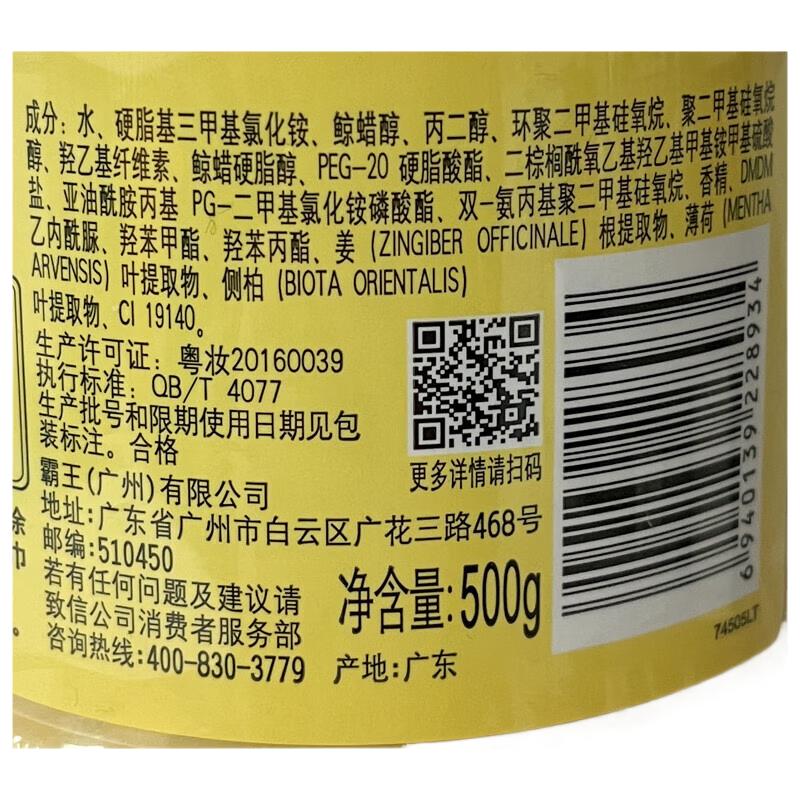 成分：水、硬脂基三甲基氯化铵、鲸蜡醇、丙二醇、环聚二甲基硅氧烷、聚二甲基硅氧烷
醇、羟乙基纤维素、鲸蜡硬脂醇、PEG-20 硬脂酸酯、二棕榈酰氧乙基羟乙基甲基铵甲基硫酸
盐、亚油酰胺丙基 PG-二甲基氯化铵磷酸酯、双-氨丙基聚二甲基硅氧烷、香精、DMDM
乙内酰脲、羟苯甲酯、羟苯丙酯、姜 (ZINGIBER OFFICINALE) 根提取物、薄荷 (MENTHA
ARVENSIS) 叶提取物、侧柏 (BIOTA ORIENTALIS)
叶提取物、CI 19140。
生产许可证：粤妆20160039
执行标准：QB/T 4077
生产批号和限期使用日期见包
装标注。合格
更多详情请扫码
霸王(广州)有限公司
地址:广东省广州市白云区广花三路468号
邮编:510450
若有任何问题及建议请
致信公司消费者服务部
咨询热线:400-830-3779
净含量:500g
产地:广东
6940139228934
74505LT